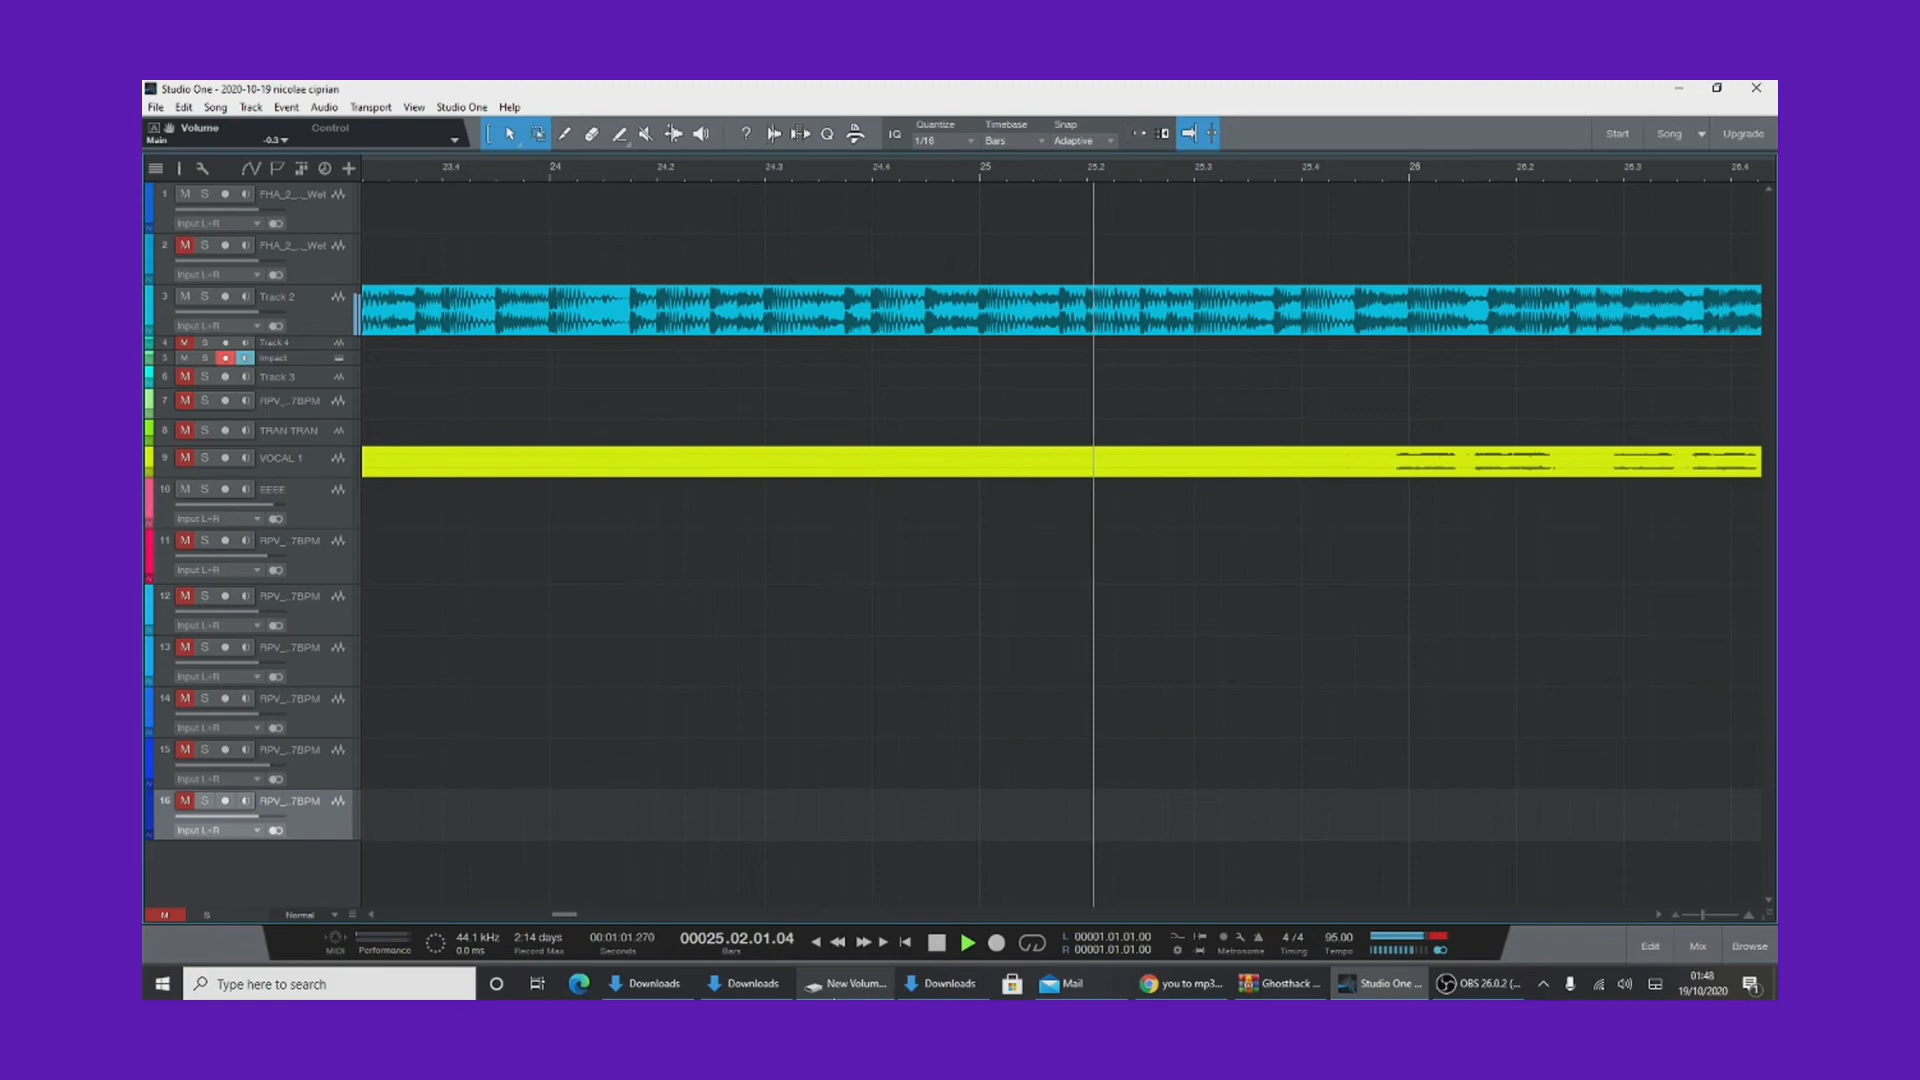 Studio One - 2020-10-19 nicolae ciprian
File Edit Song Track Event Audio Transport View Studio One Help
Volume Control
Main -0.3
Quantize Timebase Snap
IQ 1/16 Bars Adaptive
Start Song Upgrade
23.4 24 24.2 24.3 24.4 25 25.2 25.3 25.4 26 26.2 26.3 26.4
1 M S FHA_2_..._Wet
Input L+R
2 M S FHA_2_..._Wet
Input L+R
3 M S Track 2
Input L+R
4 M S Track 4
5 M S Impact
6 M S Track 3
7 M S RPV_...7BPM
8 M S TRAN TRAN
9 M S VOCAL 1
10 M S EEEE
Input L+R
11 M S RPV_...7BPM
Input L+R
12 M S RPV_...7BPM
Input L+R
13 M S RPV_...7BPM
Input L+R
14 M S RPV_...7BPM
Input L+R
15 M S RPV_...7BPM
Input L+R
16 M S RPV_...7BPM
Input L+R
M S Normal
MIDI Performance
44.1 kHz 2:14 days 00:01:01.270 00025.02.01.04
0.0 ms Record Max Seconds Bars
L 00001.01.01.00
R 00001.01.01.00
Metronome
4 / 4 95.00
Timing Tempo
Edit Mix Browse
Type here to search
Downloads Downloads New Volum... Downloads Mail you to mp3... Ghosthack ... Studio One ... OBS 26.0.2 (...
01:48
19/10/2020
1